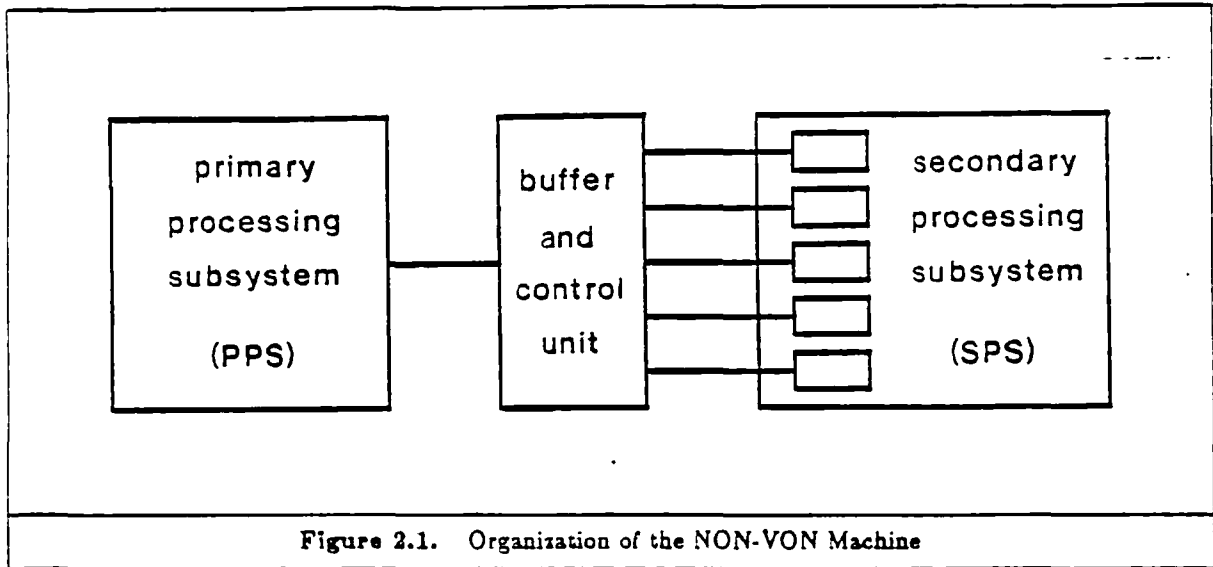 primary
processing
subsystem
(PPS)
buffer
and
control
unit
secondary
processing
subsystem
(SPS)
Figure 2.1. Organization of the NON-VON Machine